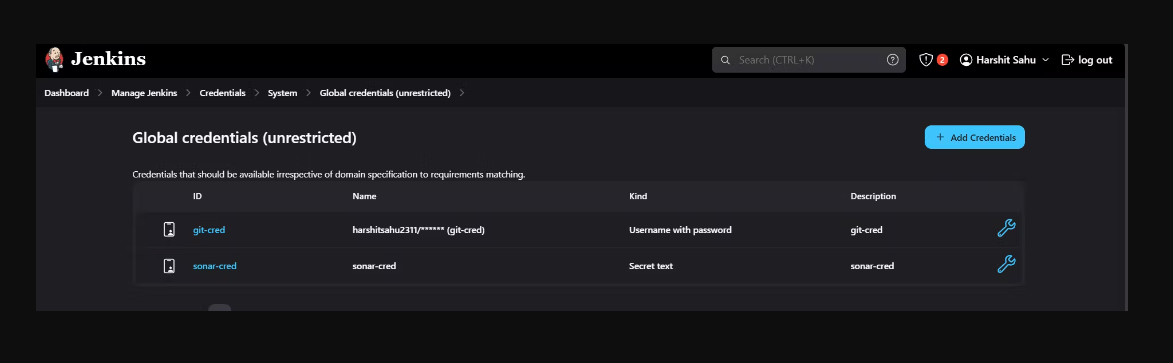 Jenkins
Search (CTRL+K)
2
Harshit Sahu
log out
Dashboard
Manage Jenkins
Credentials
System
Global credentials (unrestricted)
Global credentials (unrestricted)
+ Add Credentials
Credentials that should be available irrespective of domain specification to requirements matching.
ID Name Kind Description
git-cred harshitsahu2311/****** (git-cred) Username with password git-cred
sonar-cred sonar-cred Secret text sonar-cred